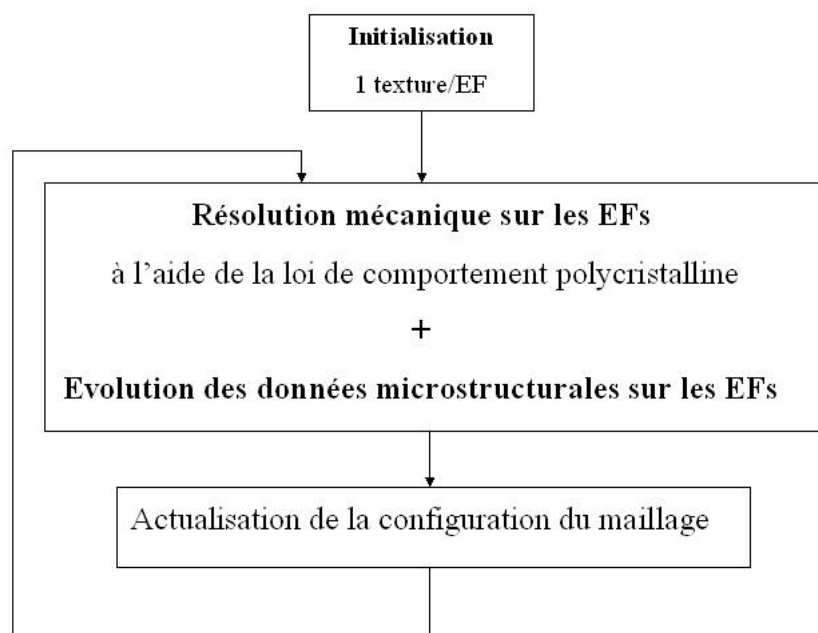 Initialisation
1 texture/EF
Résolution mécanique sur les EFs
à l’aide de la loi de comportement polycristalline
+
Evolution des données microstructurales sur les EFs
Actualisation de la configuration du maillage